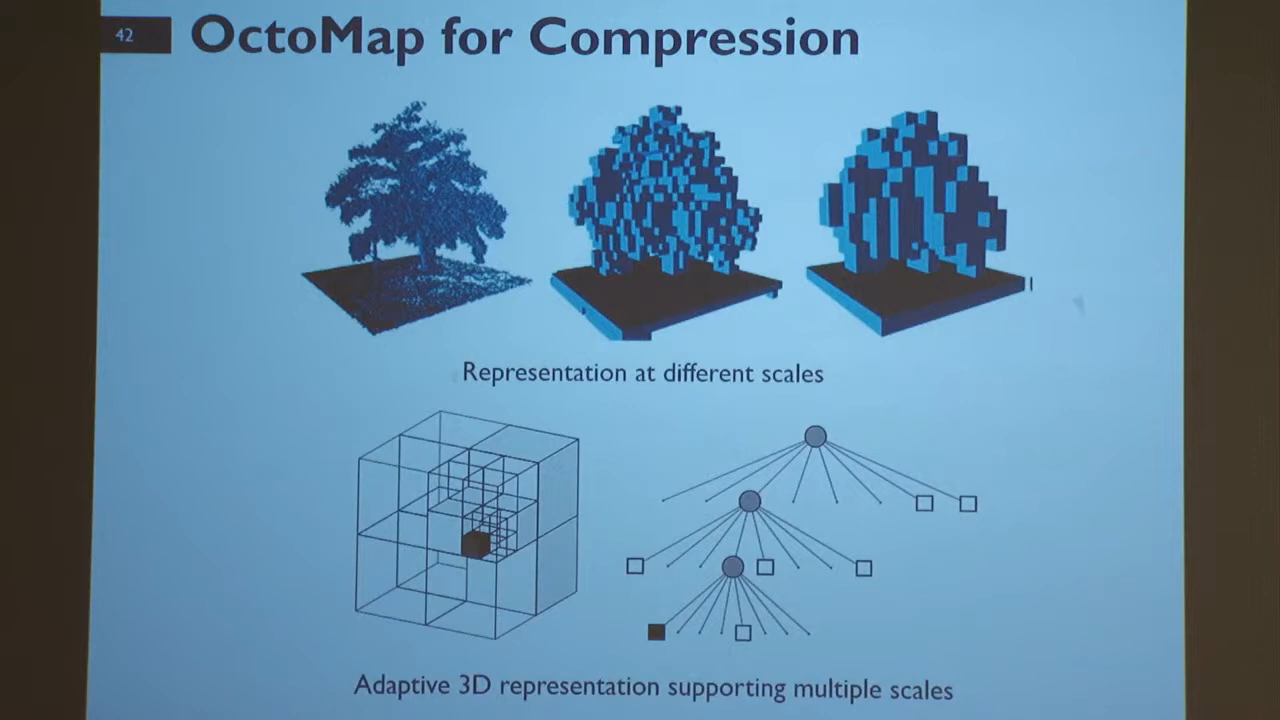 42
OctoMap for Compression
Representation at different scales
Adaptive 3D representation supporting multiple scales